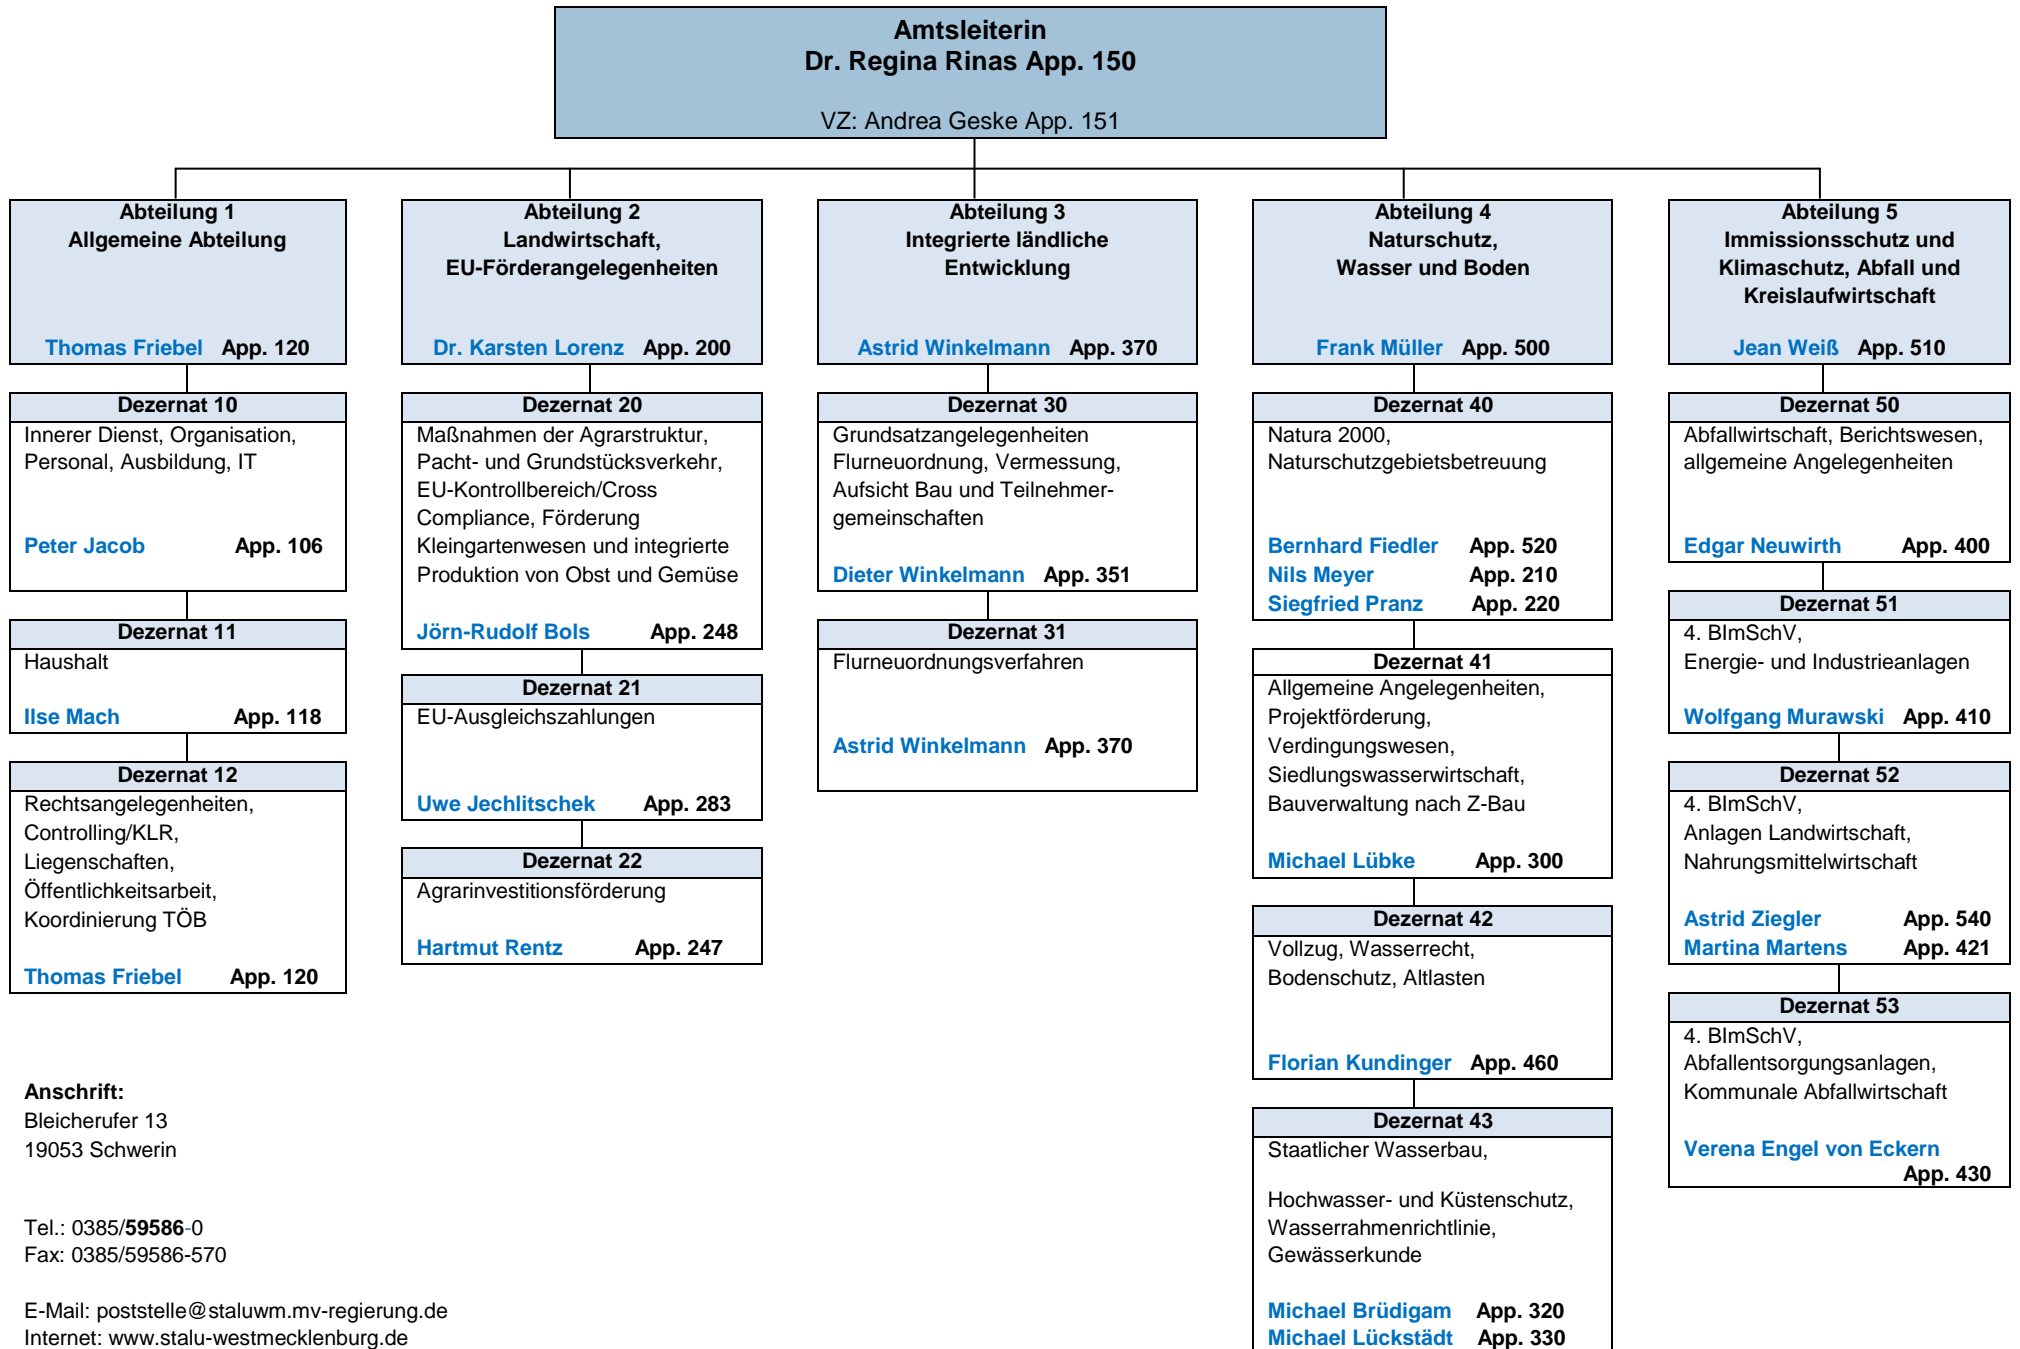 Amtsleiterin
Dr. Regina Rinas App. 150
VZ: Andrea Geske App. 151
Abteilung 1
Allgemeine Abteilung
Thomas Friebel App. 120
Dezernat 10
Innerer Dienst, Organisation,
Personal, Ausbildung, IT
Peter Jacob App. 106
Dezernat 11
Haushalt
Ilse Mach App. 118
Dezernat 12
Rechtsangelegenheiten,
Controlling/KLR,
Liegenschaften,
Öffentlichkeitsarbeit,
Koordinierung TÖB
Thomas Friebel App. 120
Abteilung 2
Landwirtschaft,
EU-Förderangelegenheiten
Dr. Karsten Lorenz App. 200
Dezernat 20
Maßnahmen der Agrarstruktur,
Pacht- und Grundstücksverkehr,
EU-Kontrollbereich/Cross
Compliance, Förderung
Kleingartenwesen und integrierte
Produktion von Obst und Gemüse
Jörn-Rudolf Bols App. 248
Dezernat 21
EU-Ausgleichszahlungen
Uwe Jechlitschek App. 283
Dezernat 22
Agrarinvestitionsförderung
Hartmut Rentz App. 247
Abteilung 3
Integrierte ländliche
Entwicklung
Astrid Winkelmann App. 370
Dezernat 30
Grundsatzangelegenheiten
Flurneuordnung, Vermessung,
Aufsicht Bau und Teilnehmer-
gemeinschaften
Dieter Winkelmann App. 351
Dezernat 31
Flurneuordnungsverfahren
Astrid Winkelmann App. 370
Abteilung 4
Naturschutz,
Wasser und Boden
Frank Müller App. 500
Dezernat 40
Natura 2000,
Naturschutzgebietsbetreuung
Bernhard Fiedler App. 520
Nils Meyer App. 210
Siegfried Pranz App. 220
Dezernat 41
Allgemeine Angelegenheiten,
Projektförderung,
Verdingungswesen,
Siedlungswasserwirtschaft,
Bauverwaltung nach Z-Bau
Michael Lübke App. 300
Dezernat 42
Vollzug, Wasserrecht,
Bodenschutz, Altlasten
Florian Kundinger App. 460
Dezernat 43
Staatlicher Wasserbau,
Hochwasser- und Küstenschutz,
Wasserrahmenrichtlinie,
Gewässerkunde
Michael Brüdigam App. 320
Michael Lückstädt App. 330
Abteilung 5
Immissionsschutz und
Klimaschutz, Abfall und
Kreislaufwirtschaft
Jean Weiß App. 510
Dezernat 50
Abfallwirtschaft, Berichtswesen,
allgemeine Angelegenheiten
Edgar Neuwirth App. 400
Dezernat 51
4. BImSchV,
Energie- und Industrieanlagen
Wolfgang Murawski App. 410
Dezernat 52
4. BImSchV,
Anlagen Landwirtschaft,
Nahrungsmittelwirtschaft
Astrid Ziegler App. 540
Martina Martens App. 421
Dezernat 53
4. BImSchV,
Abfallentsorgungsanlagen,
Kommunale Abfallwirtschaft
Verena Engel von Eckern
App. 430
Anschrift:
Bleicherufer 13
19053 Schwerin
Tel.: 0385/59586-0
Fax: 0385/59586-570
E-Mail: poststelle@staluwm.mv-regierung.de
Internet: www.stalu-westmecklenburg.de